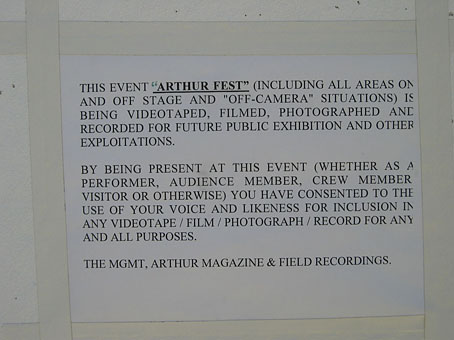 THIS EVENT "ARTHUR FEST" (INCLUDING ALL AREAS ON
AND OFF STAGE AND "OFF-CAMERA" SITUATIONS) IS
BEING VIDEOTAPED, FILMED, PHOTOGRAPHED AND
RECORDED FOR FUTURE PUBLIC EXHIBITION AND OTHER
EXPLOITATIONS.
BY BEING PRESENT AT THIS EVENT (WHETHER AS A
PERFORMER, AUDIENCE MEMBER, CREW MEMBER
VISITOR OR OTHERWISE) YOU HAVE CONSENTED TO THE
USE OF YOUR VOICE AND LIKENESS FOR INCLUSION IN
ANY VIDEOTAPE / FILM / PHOTOGRAPH / RECORD FOR ANY
AND ALL PURPOSES.
THE MGMT, ARTHUR MAGAZINE & FIELD RECORDINGS.